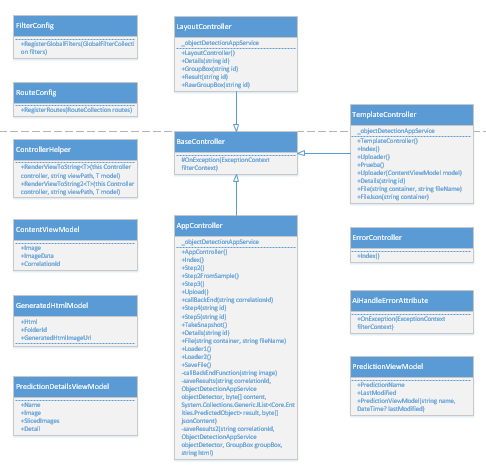 FilterConfig
+RegisterGlobalFilters(GlobalFilterCollecti
on filters)
RouteConfig
+RegisterRoutes(RouteCollection routes)
ControllerHelper
+RenderViewToString<T>(this Controller
controller, string viewPath, T model)
+RenderViewToString2<T>(this Controller
controller, string viewPath, T model)
ContentViewModel
+Image
+ImageData
+CorrelationId
GeneratedHtmlModel
+Html
+FolderId
+GeneratedHtmlImageUrl
PredictionDetailsViewModel
+Name
+Image
+SlicedImages
+Detail
LayoutController
_objectDetectionAppService
+LayoutController()
+Details(string id)
+GroupBox(string id)
+Result(string id)
+RawGroupBox(string id)
BaseController
#OnException(ExceptionContext
filterContext)
AppController
_objectDetectionAppService
+AppController()
+Index()
+Step2()
+Step2FromSample()
+Step3()
+Upload()
+callBackEnd(string correlationId)
+Step4(string id)
+Step5(string id)
+TakeSnapshot()
+Details(string id)
+File(string container, string fileName)
+Loader1()
+Loader2()
+SaveFile()
-callBackEndFunction(string image)
-saveResults(string correlationId,
ObjectDetectionAppService
objectDetector, byte[] content,
System.Collections.Generic.IList<Core.Ent
ities.PredictedObject> result, byte[]
jsonContent)
-saveResults2(string correlationId,
ObjectDetectionAppService
objectDetector, GroupBox groupBox,
string html)
TemplateController
_objectDetectionAppService
+TemplateController()
+Index()
+Uploader()
+Prueba()
+Uploader(ContentViewModel model)
+Details(string id)
+File(string container, string fileName)
+FileJson(string container)
ErrorController
+Index()
AiHandleErrorAttribute
+OnException(ExceptionContext
filterContext)
PredictionViewModel
+PredictionName
+LastModified
+PredictionViewModel(string name,
DateTime? lastModified)